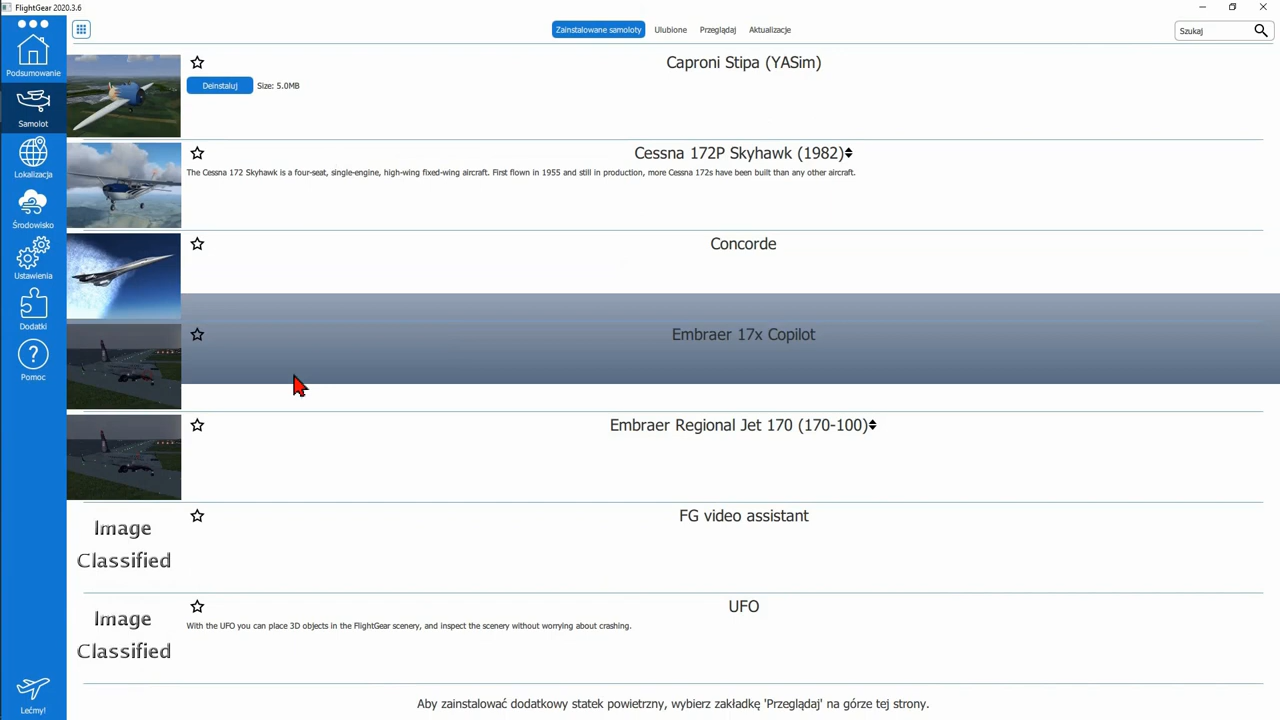 FlightGear 2020.3.6
Zainstalowane samoloty
Ulubione
Przeglądaj
Aktualizacje
Szukaj
Podsumowanie
Samolot
Lokalizacja
Środowisko
Ustawienia
Dodatki
Pomoc
Lećmy!
Caproni Stipa (YASim)
Deinstaluj
Size: 5.0MB
Cessna 172P Skyhawk (1982)
The Cessna 172 Skyhawk is a four-seat, single-engine, high-wing fixed-wing aircraft. First flown in 1955 and still in production, more Cessna 172s have been built than any other aircraft.
Concorde
Embraer 17x Copilot
Embraer Regional Jet 170 (170-100)
Image
Classified
FG video assistant
Image
Classified
UFO
With the UFO you can place 3D objects in the FlightGear scenery, and inspect the scenery without worrying about crashing.
Aby zainstalować dodatkowy statek powietrzny, wybierz zakładkę 'Przeglądaj' na górze tej strony.